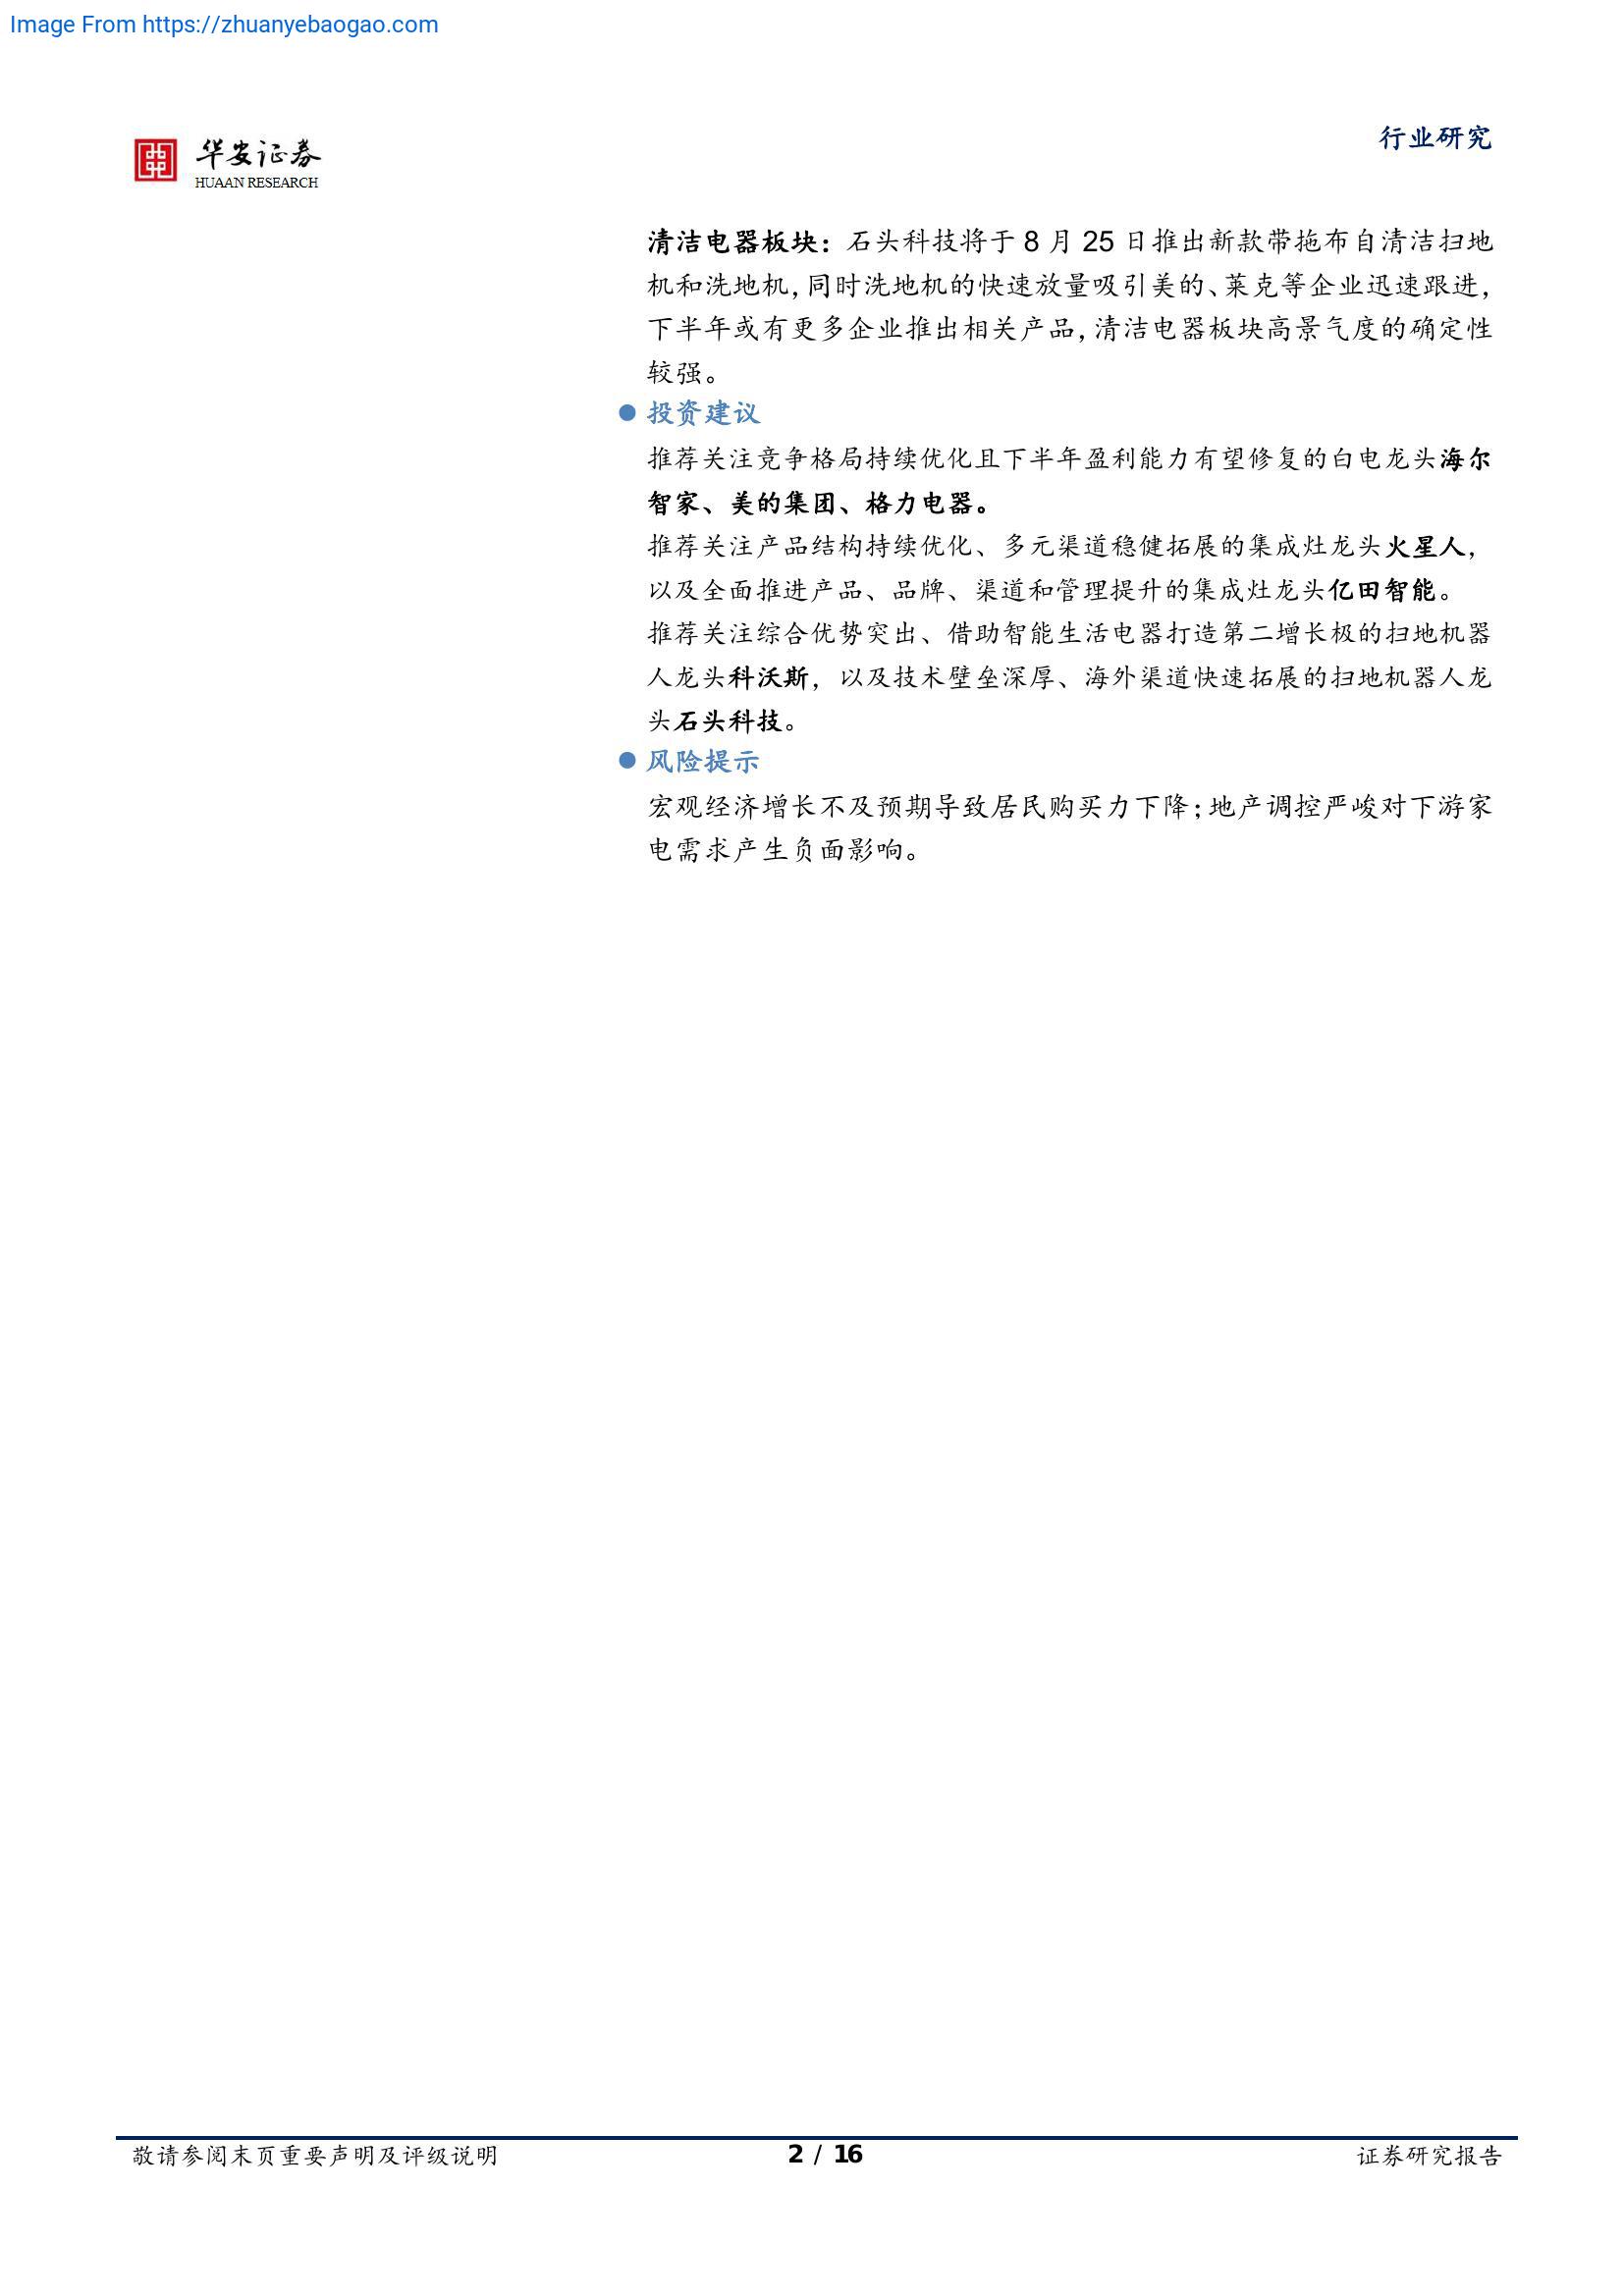 Image From https://zhuanyebaogao.com
华安证券
HUAAN RESEARCH
行业研究
清洁电器板块：石头科技将于 8 月 25 日推出新款带拖布自清洁扫地
机和洗地机，同时洗地机的快速放量吸引美的、莱克等企业迅速跟进，
下半年或有更多企业推出相关产品，清洁电器板块高景气度的确定性
较强。
● 投资建议
推荐关注竞争格局持续优化且下半年盈利能力有望修复的白电龙头海尔
智家、美的集团、格力电器。
推荐关注产品结构持续优化、多元渠道稳健拓展的集成灶龙头火星人，
以及全面推进产品、品牌、渠道和管理提升的集成灶龙头亿田智能。
推荐关注综合优势突出、借助智能生活电器打造第二增长极的扫地机器
人龙头科沃斯，以及技术壁垒深厚、海外渠道快速拓展的扫地机器人龙
头石头科技。
● 风险提示
宏观经济增长不及预期导致居民购买力下降；地产调控严峻对下游家
电需求产生负面影响。
敬请参阅末页重要声明及评级说明
2 / 16
证券研究报告